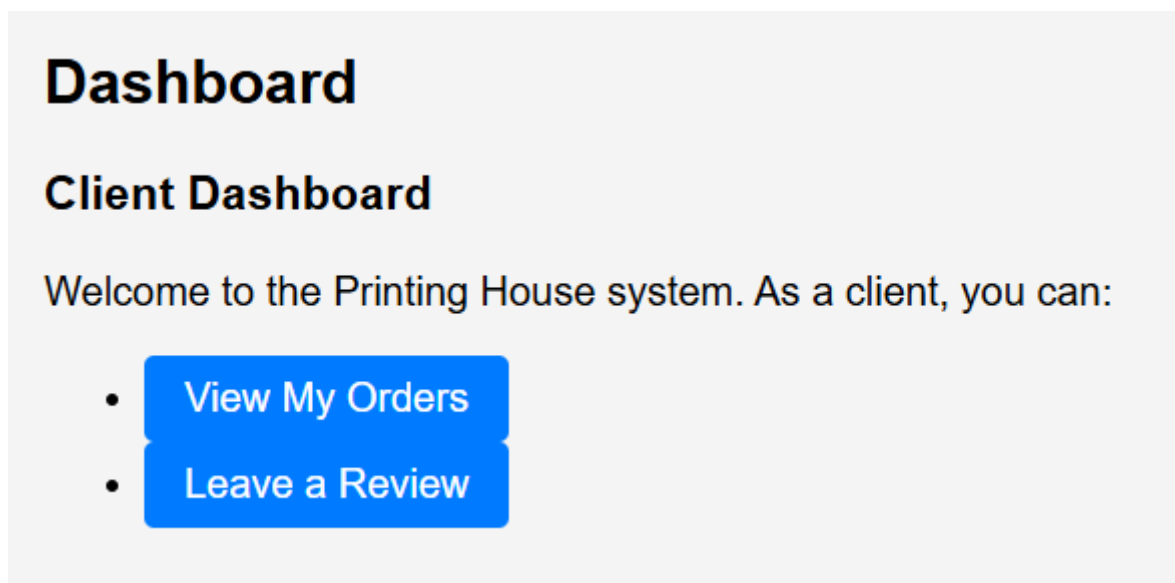 Dashboard
Client Dashboard
Welcome to the Printing House system. As a client, you can:
View My Orders
Leave a Review